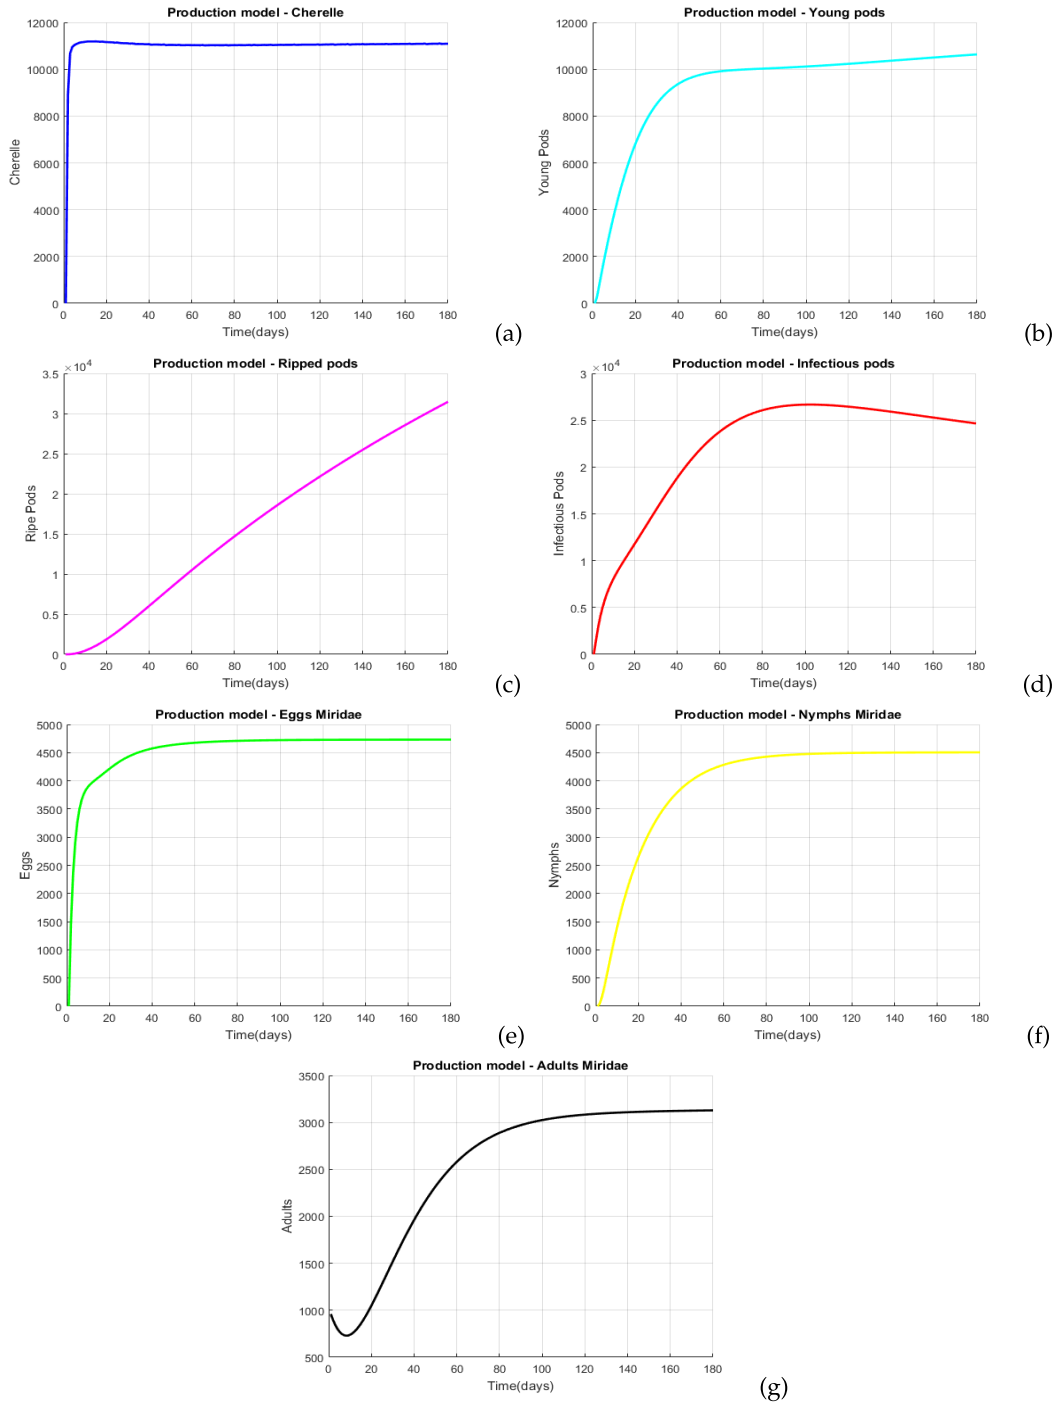 Production model - Cherelle
12000
10000
8000
6000
4000
2000
0
Cherelle
0 20 40 60 80 100 120 140 160 180
Time(days)
(a)
Production model - Young pods
12000
10000
8000
6000
4000
2000
0
Young Pods
0 20 40 60 80 100 120 140 160 180
Time(days)
(b)
Production model - Ripped pods
×10^4
3.5
3
2.5
2
1.5
1
0.5
0
Ripe Pods
0 20 40 60 80 100 120 140 160 180
Time(days)
(c)
Production model - Infectious pods
×10^4
3
2.5
2
1.5
1
0.5
0
Infectious Pods
0 20 40 60 80 100 120 140 160 180
Time(days)
(d)
Production model - Eggs Miridae
5000
4500
4000
3500
3000
2500
2000
1500
1000
500
0
Eggs
0 20 40 60 80 100 120 140 160 180
Time(days)
(e)
Production model - Nymphs Miridae
5000
4500
4000
3500
3000
2500
2000
1500
1000
500
0
Nymphs
0 20 40 60 80 100 120 140 160 180
Time(days)
(f)
Production model - Adults Miridae
3500
3000
2500
2000
1500
1000
500
Adults
0 20 40 60 80 100 120 140 160 180
Time(days)
(g)